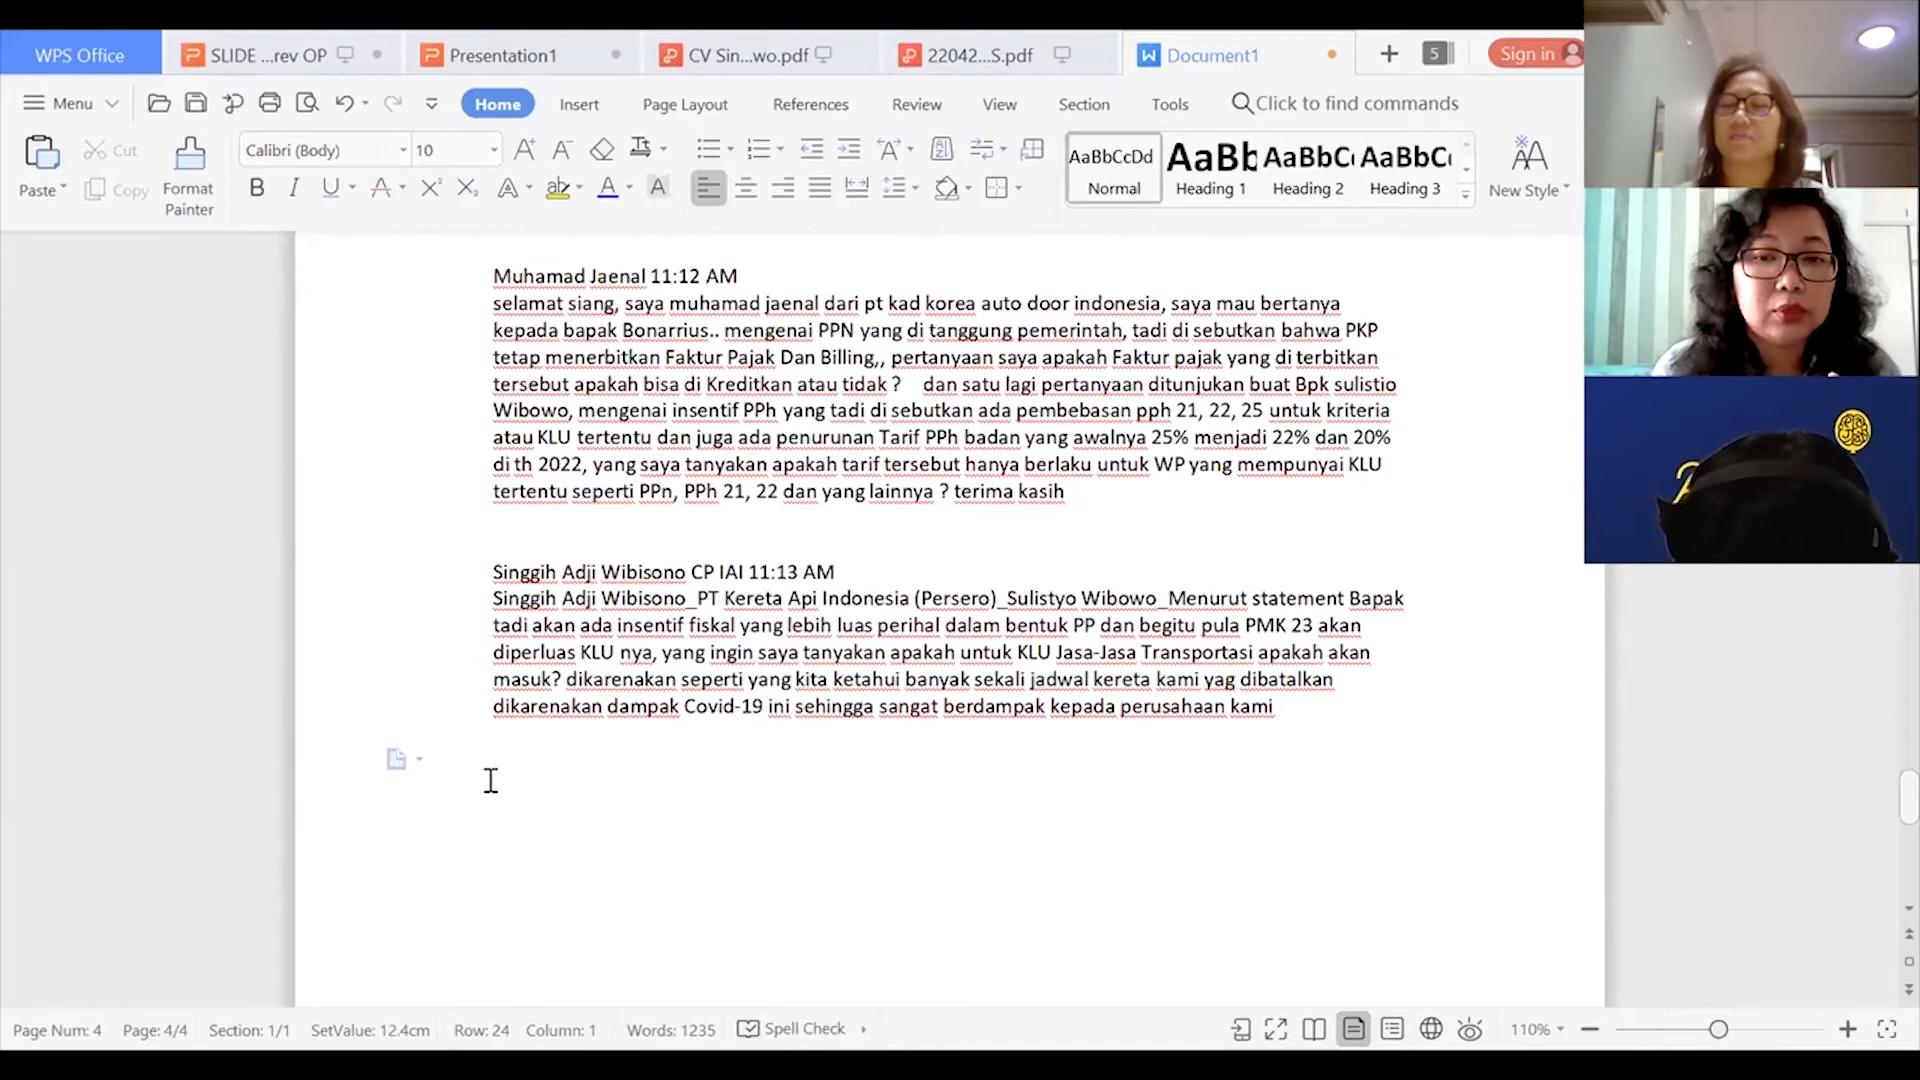 WPS Office
SLIDE ...rev OP
Presentation1
CV Sin...wo.pdf
22042...S.pdf
Document1
5
Sign in
Menu
Home
Insert
Page Layout
References
Review
View
Section
Tools
Click to find commands
Paste
Cut
Copy
Format Painter
Calibri (Body)
10
AaBbCcDd
Normal
AaBb
Heading 1
AaBbC
Heading 2
AaBbC
Heading 3
New Style
Muhamad Jaenal 11:12 AM
selamat siang, saya muhamad jaenal dari pt kad korea auto door indonesia, saya mau bertanya
kepada bapak Bonarrius.. mengenai PPN yang di tanggung pemerintah, tadi di sebutkan bahwa PKP
tetap menerbitkan Faktur Pajak Dan Billing,, pertanyaan saya apakah Faktur pajak yang di terbitkan
tersebut apakah bisa di Kreditkan atau tidak ? dan satu lagi pertanyaan ditunjukan buat Bpk sulistio
Wibowo, mengenai insentif PPh yang tadi di sebutkan ada pembebasan pph 21, 22, 25 untuk kriteria
atau KLU tertentu dan juga ada penurunan Tarif PPh badan yang awalnya 25% menjadi 22% dan 20%
di th 2022, yang saya tanyakan apakah tarif tersebut hanya berlaku untuk WP yang mempunyai KLU
tertentu seperti PPn, PPh 21, 22 dan yang lainnya ? terima kasih
Singgih Adji Wibisono CP IAI 11:13 AM
Singgih Adji Wibisono_PT Kereta Api Indonesia (Persero)_Sulistyo Wibowo_Menurut statement Bapak
tadi akan ada insentif fiskal yang lebih luas perihal dalam bentuk PP dan begitu pula PMK 23 akan
diperluas KLU nya, yang ingin saya tanyakan apakah untuk KLU Jasa-Jasa Transportasi apakah akan
masuk? dikarenakan seperti yang kita ketahui banyak sekali jadwal kereta kami yag dibatalkan
dikarenakan dampak Covid-19 ini sehingga sangat berdampak kepada perusahaan kami
Page Num: 4
Page: 4/4
Section: 1/1
SetValue: 12.4cm
Row: 24
Column: 1
Words: 1235
Spell Check
110%